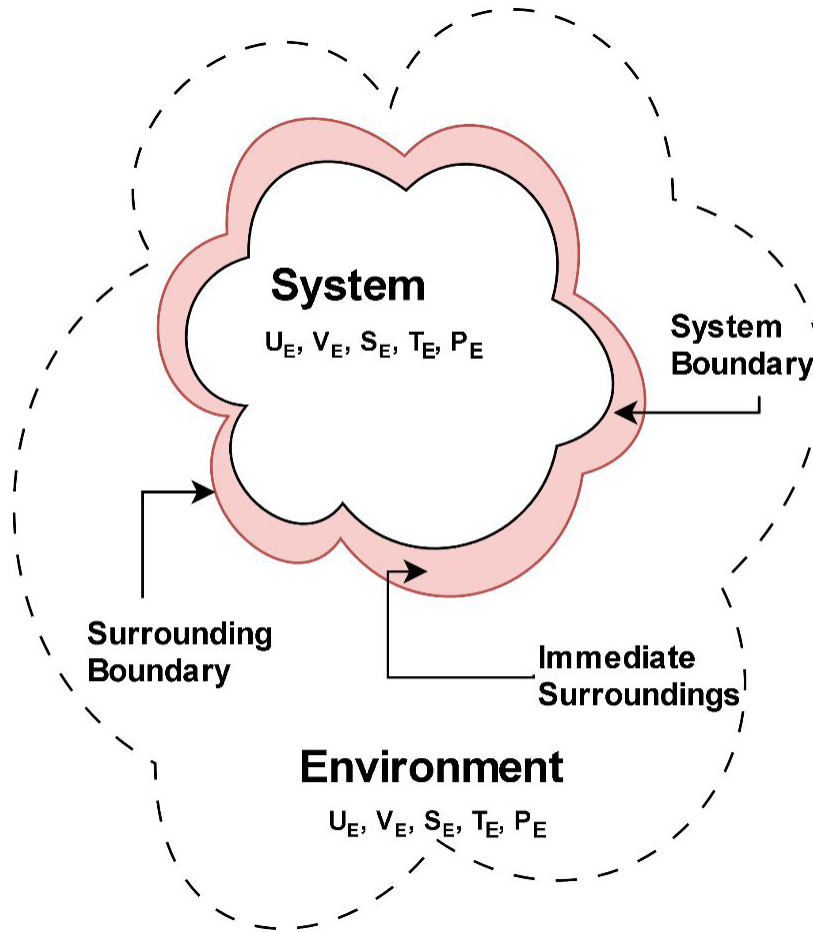 System
U_E, V_E, S_E, T_E, P_E
System
Boundary
Surrounding
Boundary
Immediate
Surroundings
Environment
U_E, V_E, S_E, T_E, P_E